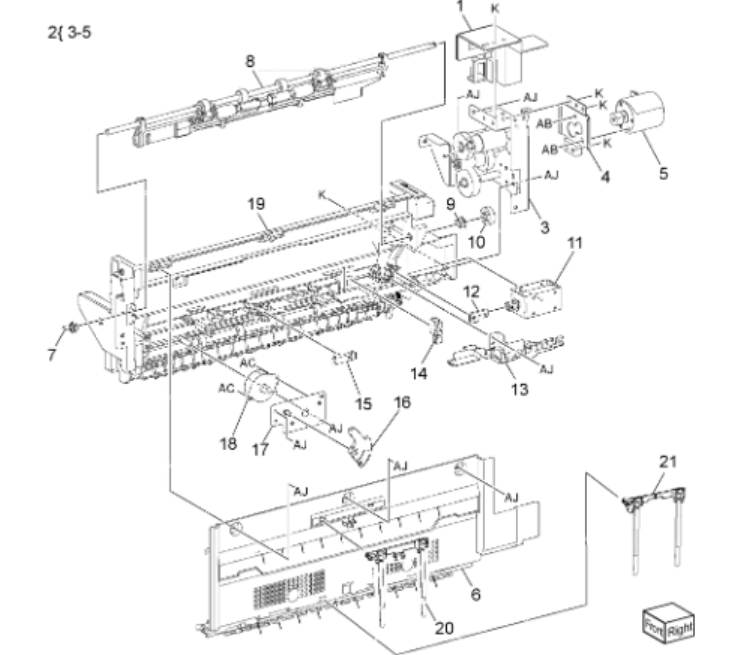 2{ 3-5
1
K
8
AJ
AJ
K
K
AB
AB
K
4
5
AJ
3
19
K
9
10
11
12
7
14
13
AJ
AC
AC
15
18
17
16
AJ
AJ
AJ
AJ
AJ
21
6
20
Front
Right